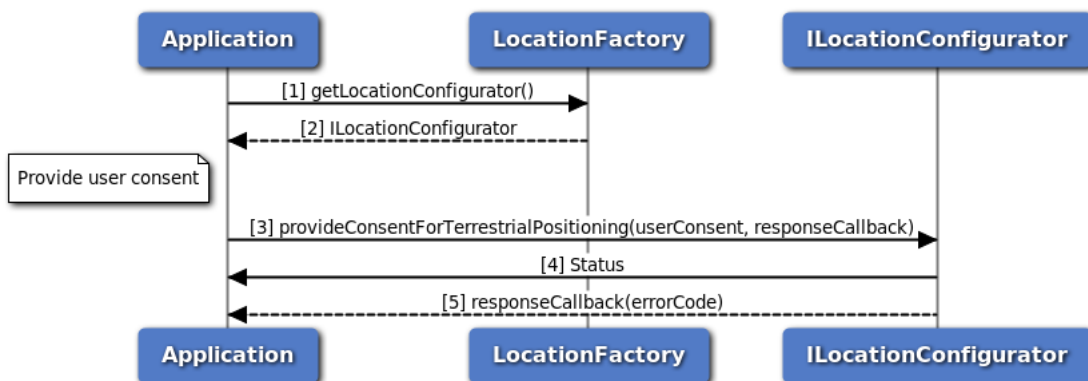 Application
LocationFactory
ILocationConfigurator
[1] getLocationConfigurator()
[2] ILocationConfigurator
Provide user consent
[3] provideConsentForTerrestrialPositioning(userConsent, responseCallback)
[4] Status
[5] responseCallback(errorCode)
Application
LocationFactory
ILocationConfigurator